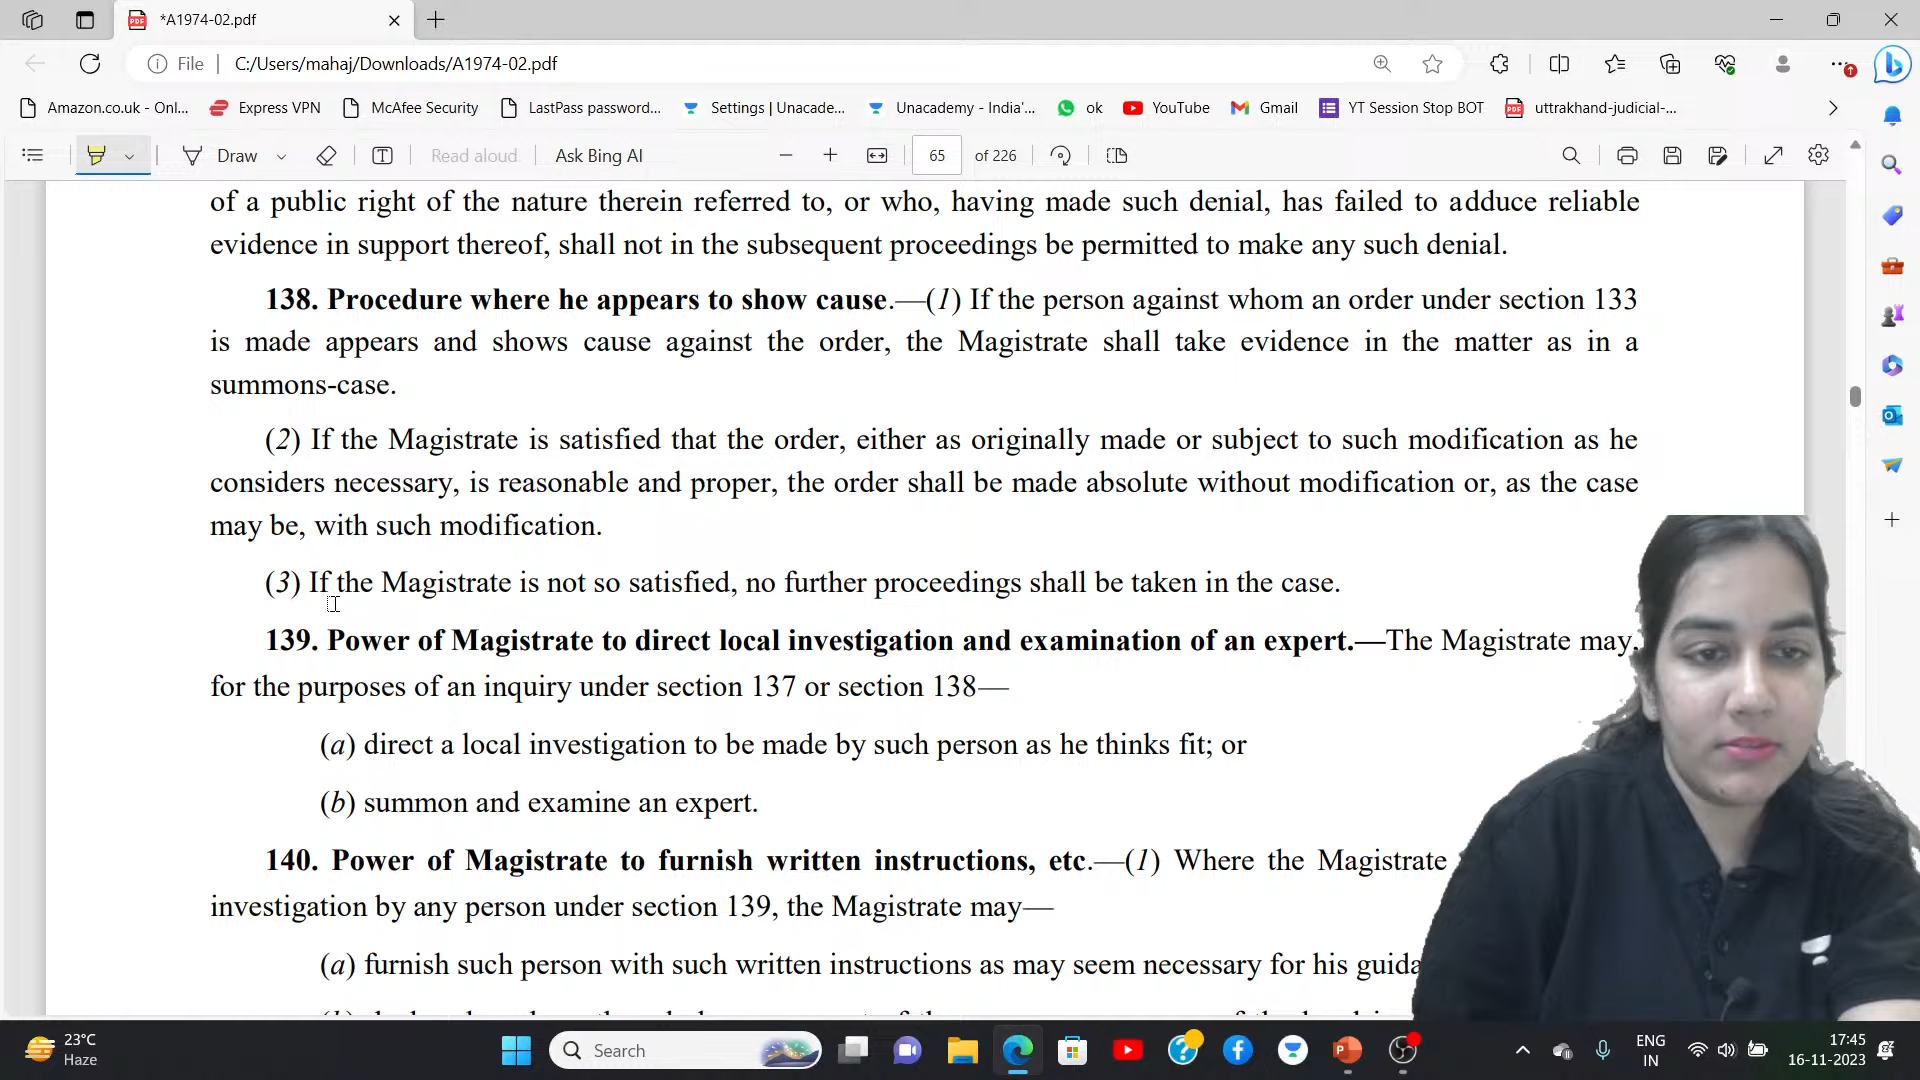 *A1974-02.pdf
File
C:/Users/mahaj/Downloads/A1974-02.pdf
Amazon.co.uk - Onl...
Express VPN
McAfee Security
LastPass password...
Settings | Unacade...
Unacademy - India'...
ok
YouTube
Gmail
YT Session Stop BOT
uttrakhand-judicial-...
Draw
Read aloud
Ask Bing AI
65
of 226
of a public right of the nature therein referred to, or who, having made such denial, has failed to adduce reliable
evidence in support thereof, shall not in the subsequent proceedings be permitted to make any such denial.
138. Procedure where he appears to show cause.—(1) If the person against whom an order under section 133
is made appears and shows cause against the order, the Magistrate shall take evidence in the matter as in a
summons-case.
(2) If the Magistrate is satisfied that the order, either as originally made or subject to such modification as he
considers necessary, is reasonable and proper, the order shall be made absolute without modification or, as the case
may be, with such modification.
(3) If the Magistrate is not so satisfied, no further proceedings shall be taken in the case.
139. Power of Magistrate to direct local investigation and examination of an expert.—The Magistrate may,
for the purposes of an inquiry under section 137 or section 138—
(a) direct a local investigation to be made by such person as he thinks fit; or
(b) summon and examine an expert.
140. Power of Magistrate to furnish written instructions, etc.—(1) Where the Magistrate
investigation by any person under section 139, the Magistrate may—
(a) furnish such person with such written instructions as may seem necessary for his
23°C
Haze
Search
ENG
IN
17:45
16-11-2023